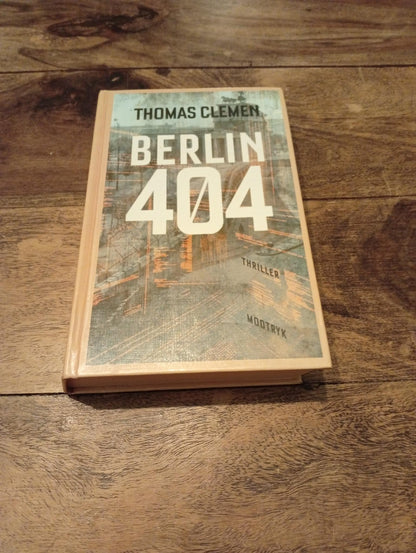 THOMAS CLEMEN
BERLIN
404
THRILLER
MODTRYK